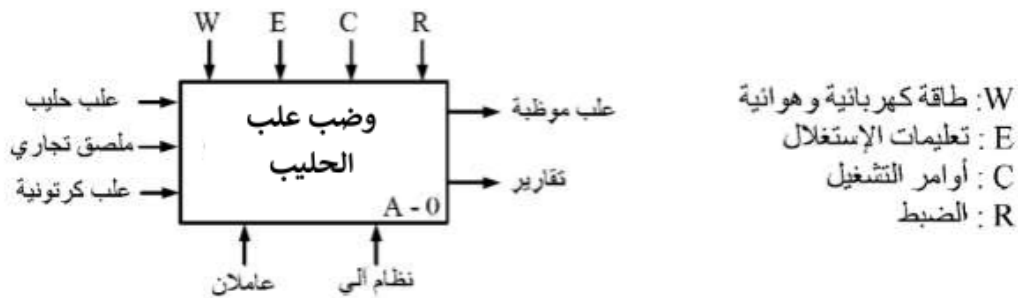 W E C R
علب حليب
ملصق تجاري
علب كرتونية
وضب علب
الحليب
A - 0
علب موظبة
تقارير
عاملان
نظام آلي
W: طاقة كهربائية وهوائية
E : تعليمات الإستغلال
C : أوامر التشغيل
R : الضبط